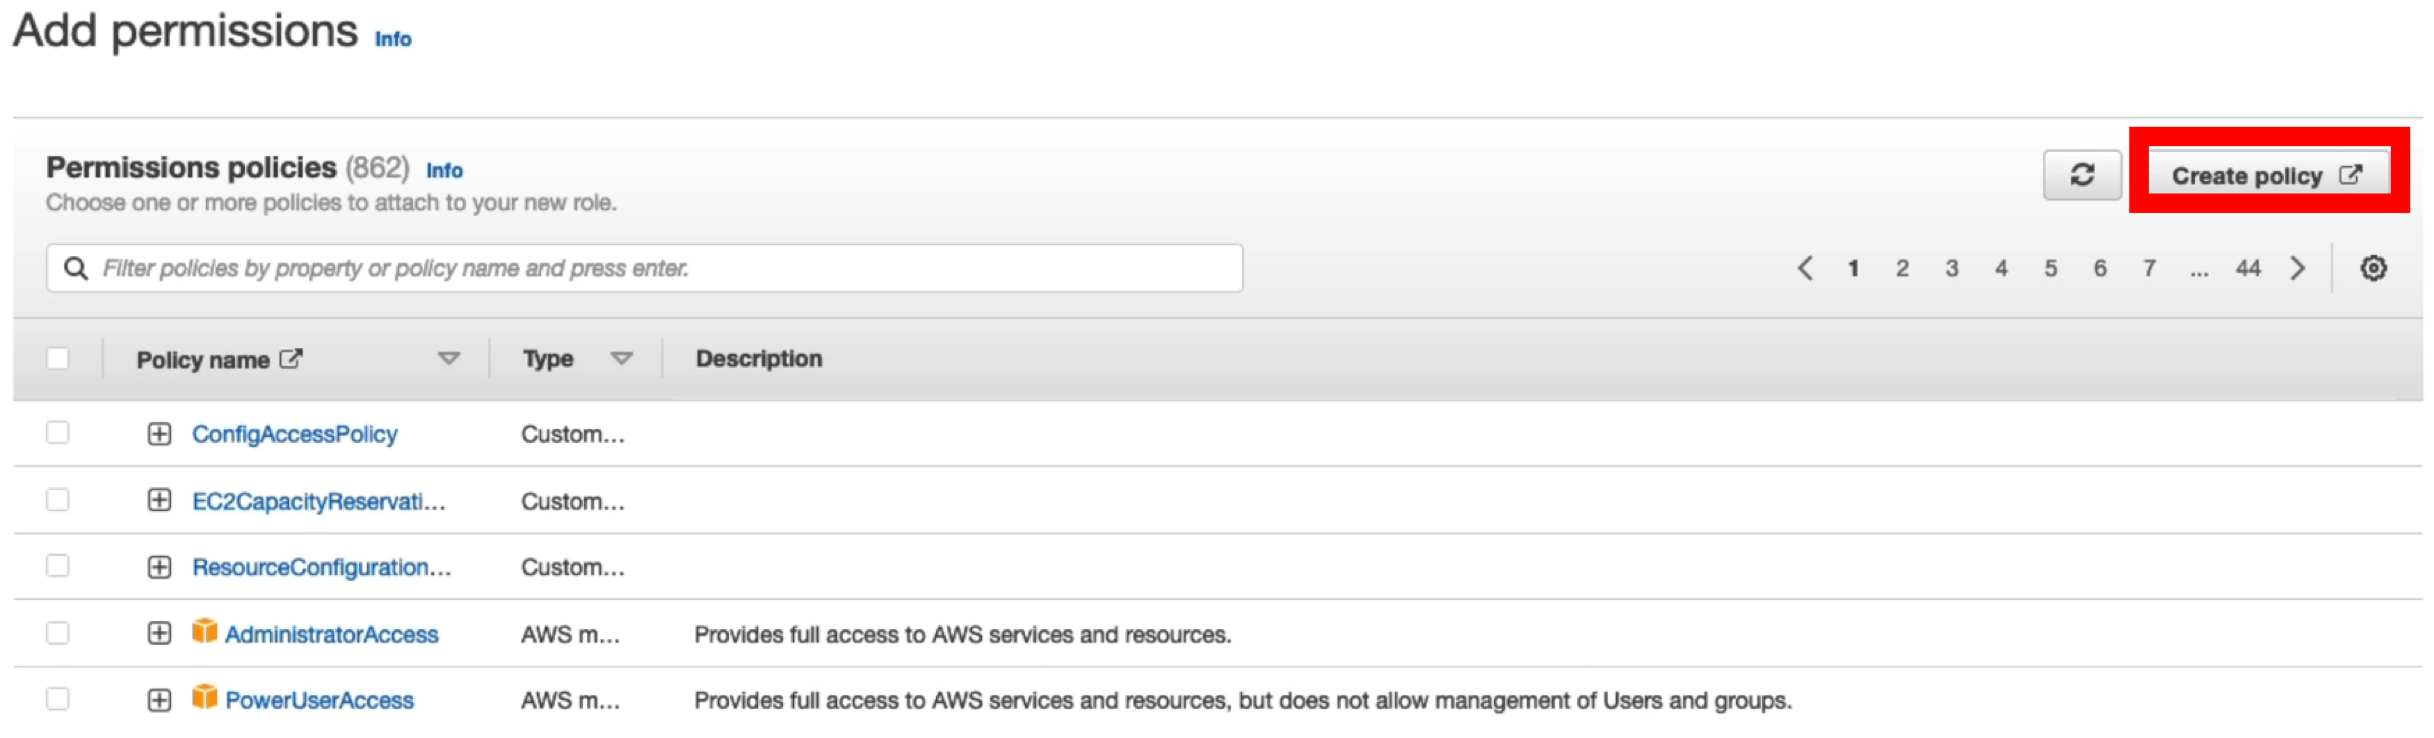 Add permissions Info
Permissions policies (862) Info
Choose one or more policies to attach to your new role.
Create policy
Filter policies by property or policy name and press enter.
1 2 3 4 5 6 7 ... 44
Policy name Type Description
ConfigAccessPolicy Custom...
EC2CapacityReservati... Custom...
ResourceConfiguration... Custom...
AdministratorAccess AWS m... Provides full access to AWS services and resources.
PowerUserAccess AWS m... Provides full access to AWS services and resources, but does not allow management of Users and groups.